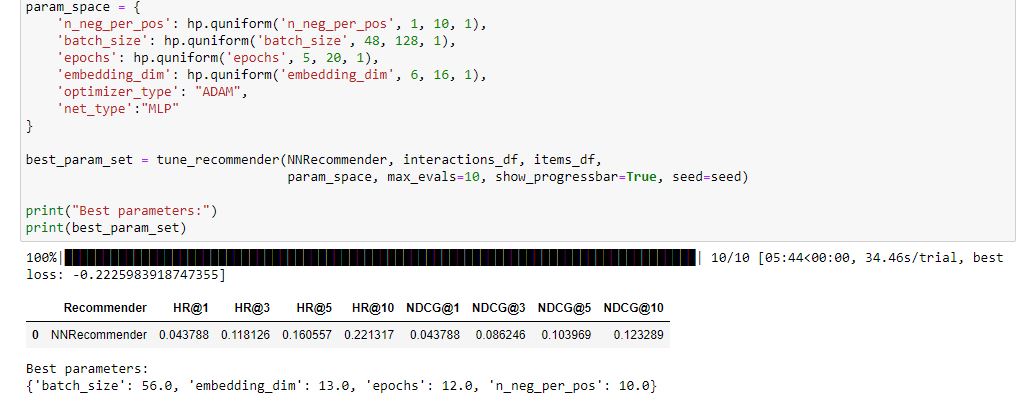 param_space = {
    'n_neg_per_pos': hp.quniform('n_neg_per_pos', 1, 10, 1),
    'batch_size': hp.quniform('batch_size', 48, 128, 1),
    'epochs': hp.quniform('epochs', 5, 20, 1),
    'embedding_dim': hp.quniform('embedding_dim', 6, 16, 1),
    'optimizer_type': "ADAM",
    'net_type':"MLP"
}
best_param_set = tune_recommender(NNRecommender, interactions_df, items_df,
                                  param_space, max_evals=10, show_progressbar=True, seed=seed)
print("Best parameters:")
print(best_param_set)
100%| | 10/10 [05:44<00:00, 34.46s/trial, best
loss: -0.2225983918747355]
Recommender HR@1 HR@3 HR@5 HR@10 NDCG@1 NDCG@3 NDCG@5 NDCG@10
0 NNRecommender 0.043788 0.118126 0.160557 0.221317 0.043788 0.086246 0.103969 0.123289
Best parameters:
{'batch_size': 56.0, 'embedding_dim': 13.0, 'epochs': 12.0, 'n_neg_per_pos': 10.0}